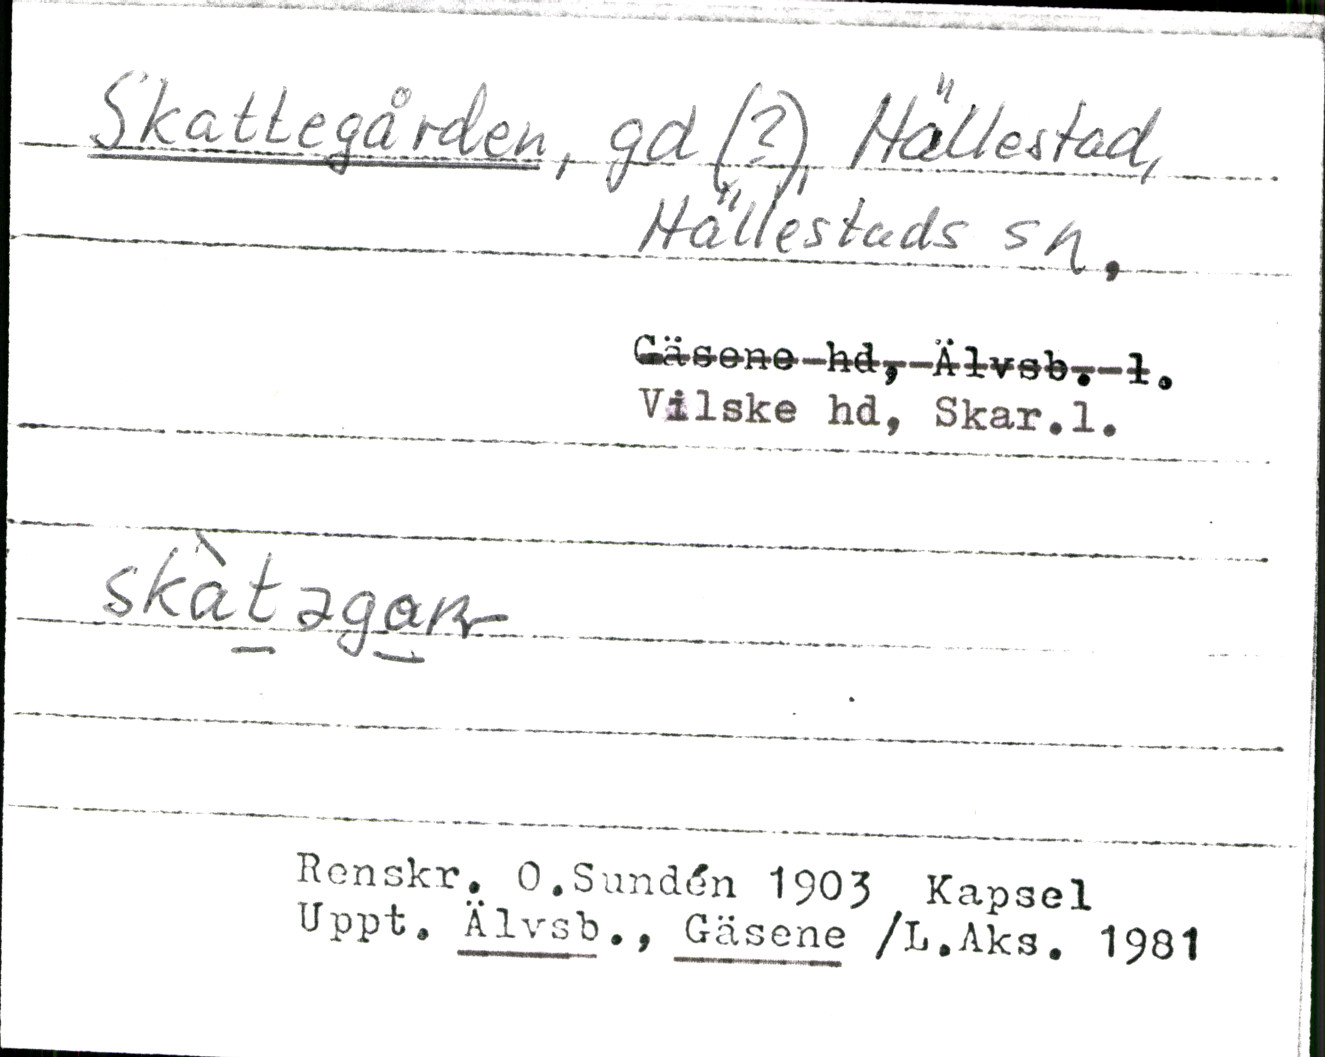 Skattegården, gd (?), Hällestad,
Hällestads sn,
Gäsene hd, Älvsb. l.
Vilske hd, Skar.l.
skàtəgaɳ
Renskr. O.Sundén 1903 Kapsel
Uppt. Älvsb., Gäsene /L.Aks. 1981